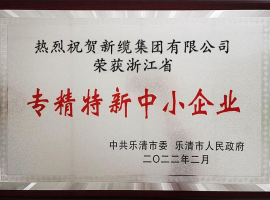 热烈祝贺新缆集团有限公司
荣获浙江省
专精特新中小企业
中共乐清市委 乐清市人民政府
二〇二二年二月